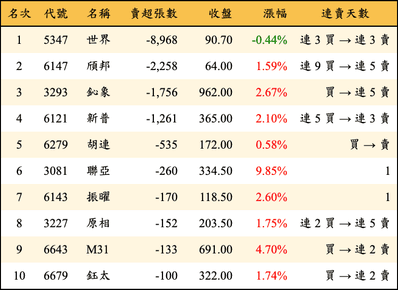 名次 代號 名稱 賣超張數 收盤 漲幅 連賣天數
1 5347 世界 -8,968 90.70 -0.44% 連 3 買 → 連 3 賣
2 6147 頎邦 -2,258 64.00 1.59% 連 9 買 → 連 5 賣
3 3293 鈊象 -1,756 962.00 2.67% 買 → 連 5 賣
4 6121 新普 -1,261 365.00 2.10% 連 5 買 → 連 3 賣
5 6279 胡連 -535 172.00 0.58% 買 → 賣
6 3081 聯亞 -260 334.50 9.85% 1
7 6143 振曜 -170 118.50 2.60% 1
8 3227 原相 -152 203.50 1.75% 連 2 買 → 連 5 賣
9 6643 M31 -133 691.00 4.70% 買 → 連 2 賣
10 6679 鈺太 -100 322.00 1.74% 買 → 連 2 賣